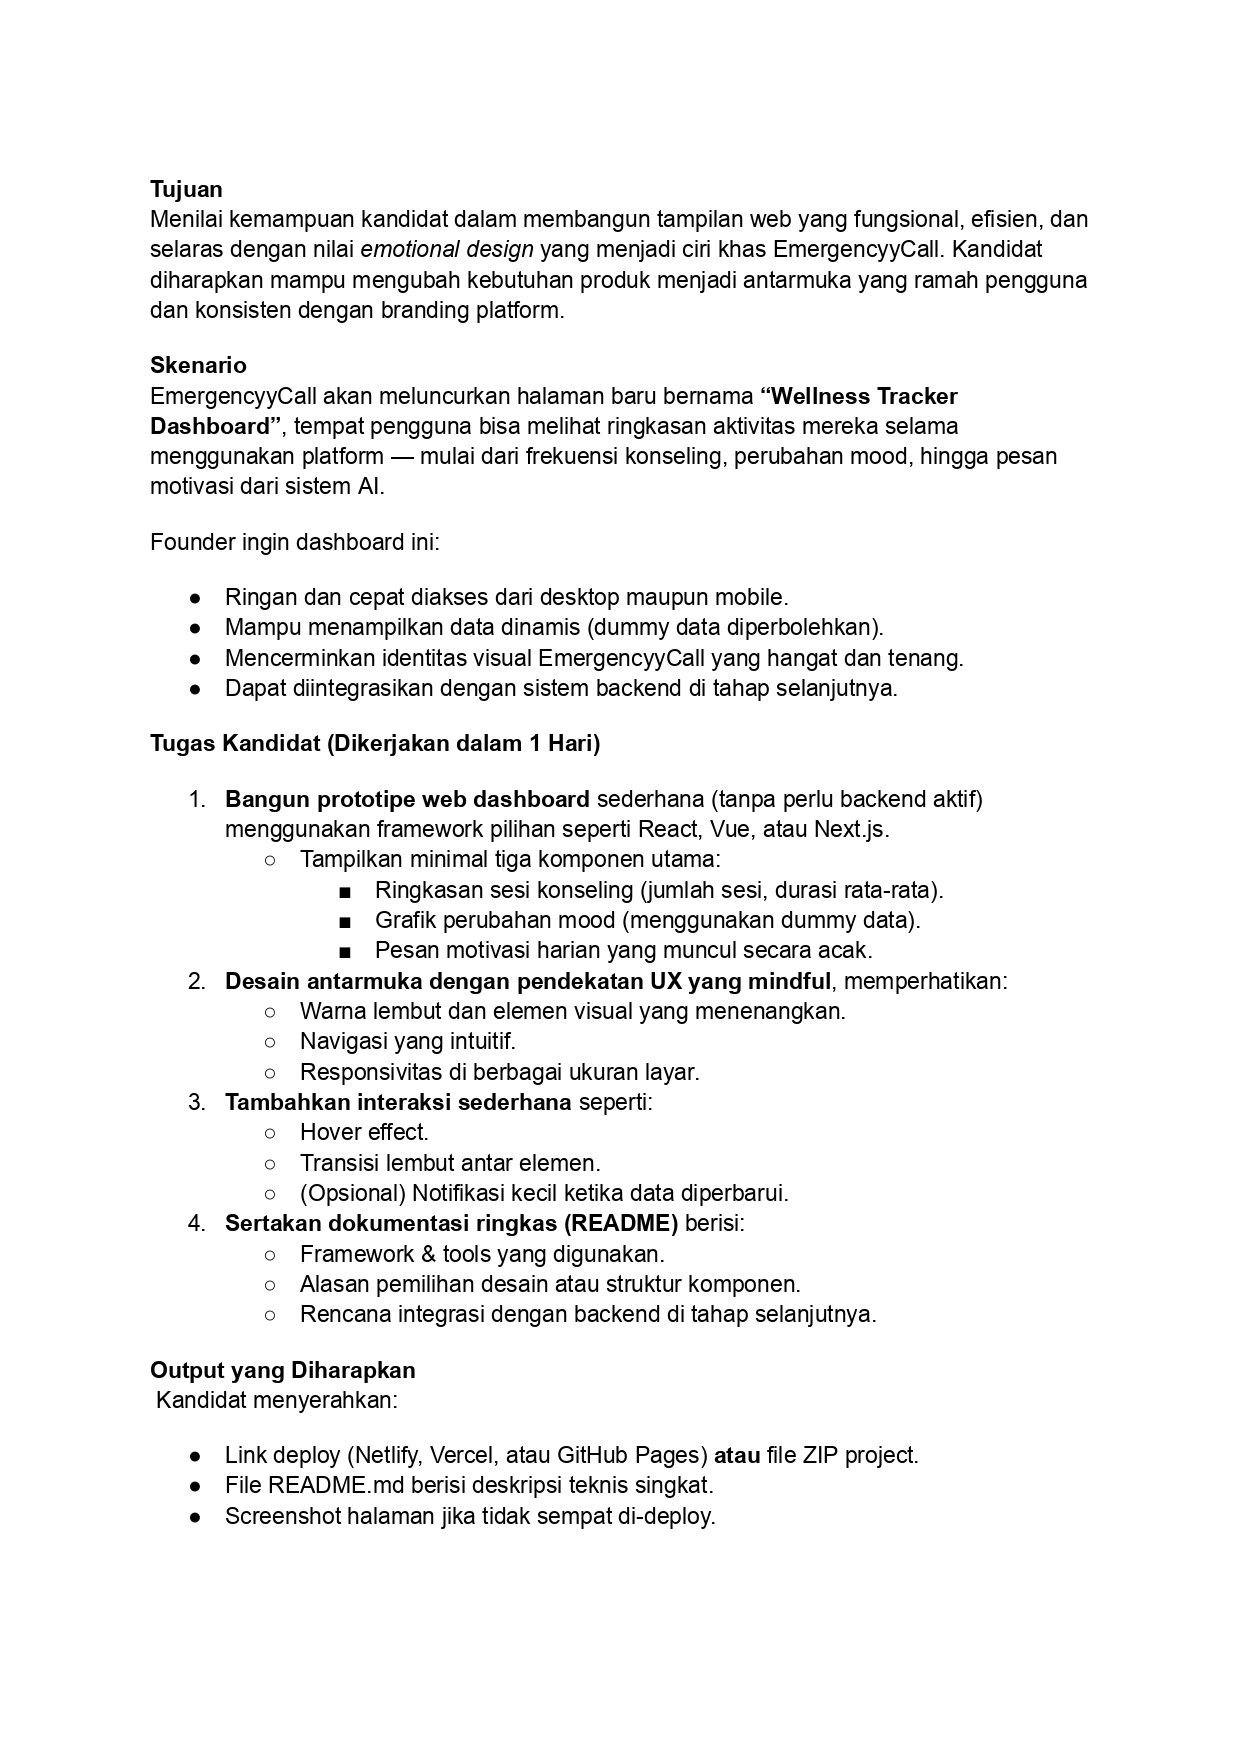 Tujuan
Menilai kemampuan kandidat dalam membangun tampilan web yang fungsional, efisien, dan
selaras dengan nilai emotional design yang menjadi ciri khas EmergencyyCall. Kandidat
diharapkan mampu mengubah kebutuhan produk menjadi antarmuka yang ramah pengguna
dan konsisten dengan branding platform.
Skenario
EmergencyyCall akan meluncurkan halaman baru bernama “Wellness Tracker
Dashboard”, tempat pengguna bisa melihat ringkasan aktivitas mereka selama
menggunakan platform — mulai dari frekuensi konseling, perubahan mood, hingga pesan
motivasi dari sistem AI.
Founder ingin dashboard ini:
● Ringan dan cepat diakses dari desktop maupun mobile.
● Mampu menampilkan data dinamis (dummy data diperbolehkan).
● Mencerminkan identitas visual EmergencyyCall yang hangat dan tenang.
● Dapat diintegrasikan dengan sistem backend di tahap selanjutnya.
Tugas Kandidat (Dikerjakan dalam 1 Hari)
1. Bangun prototipe web dashboard sederhana (tanpa perlu backend aktif)
menggunakan framework pilihan seperti React, Vue, atau Next.js.
○ Tampilkan minimal tiga komponen utama:
■ Ringkasan sesi konseling (jumlah sesi, durasi rata-rata).
■ Grafik perubahan mood (menggunakan dummy data).
■ Pesan motivasi harian yang muncul secara acak.
2. Desain antarmuka dengan pendekatan UX yang mindful, memperhatikan:
○ Warna lembut dan elemen visual yang menenangkan.
○ Navigasi yang intuitif.
○ Responsivitas di berbagai ukuran layar.
3. Tambahkan interaksi sederhana seperti:
○ Hover effect.
○ Transisi lembut antar elemen.
○ (Opsional) Notifikasi kecil ketika data diperbarui.
4. Sertakan dokumentasi ringkas (README) berisi:
○ Framework & tools yang digunakan.
○ Alasan pemilihan desain atau struktur komponen.
○ Rencana integrasi dengan backend di tahap selanjutnya.
Output yang Diharapkan
Kandidat menyerahkan:
● Link deploy (Netlify, Vercel, atau GitHub Pages) atau file ZIP project.
● File README.md berisi deskripsi teknis singkat.
● Screenshot halaman jika tidak sempat di-deploy.